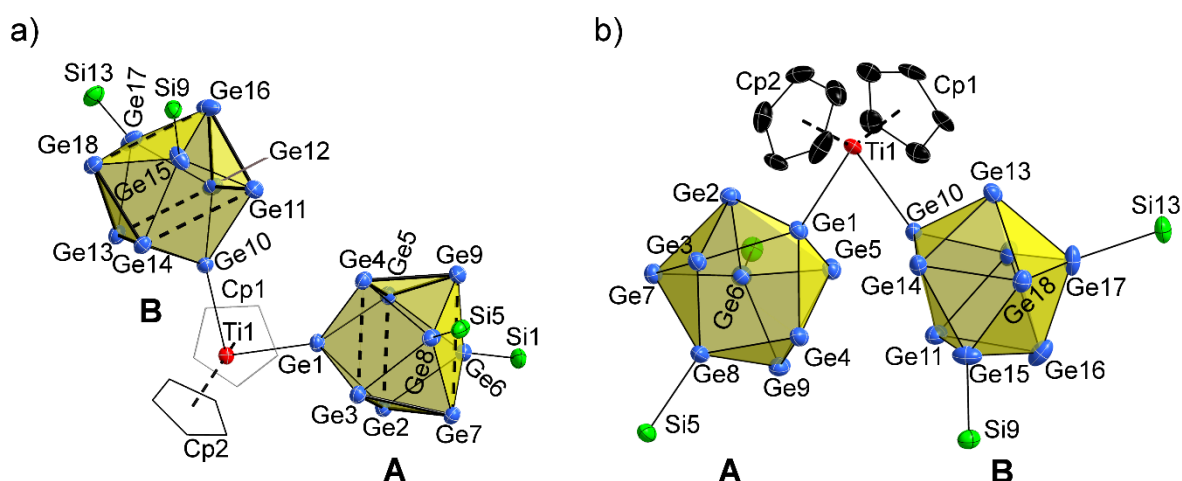 a)
Si13
Ge17
Si9
Ge16
Ge18
Ge12
Ge15
Ge11
Ge13
Ge14
Ge10
B
Cp1
Ti1
Cp2
Ge4
Ge5
Ge9
Si5
Si1
Ge1
Ge8
Ge6
Ge3
Ge2
Ge7
A
b)
Cp2
Cp1
Ti1
Ge2
Ge1
Ge10
Ge13
Si13
Ge3
Ge5
Ge7
Ge6
Ge14
Ge18
Ge17
Ge4
Ge11
Ge8
Ge9
Ge15
Ge16
Si5
Si9
A
B